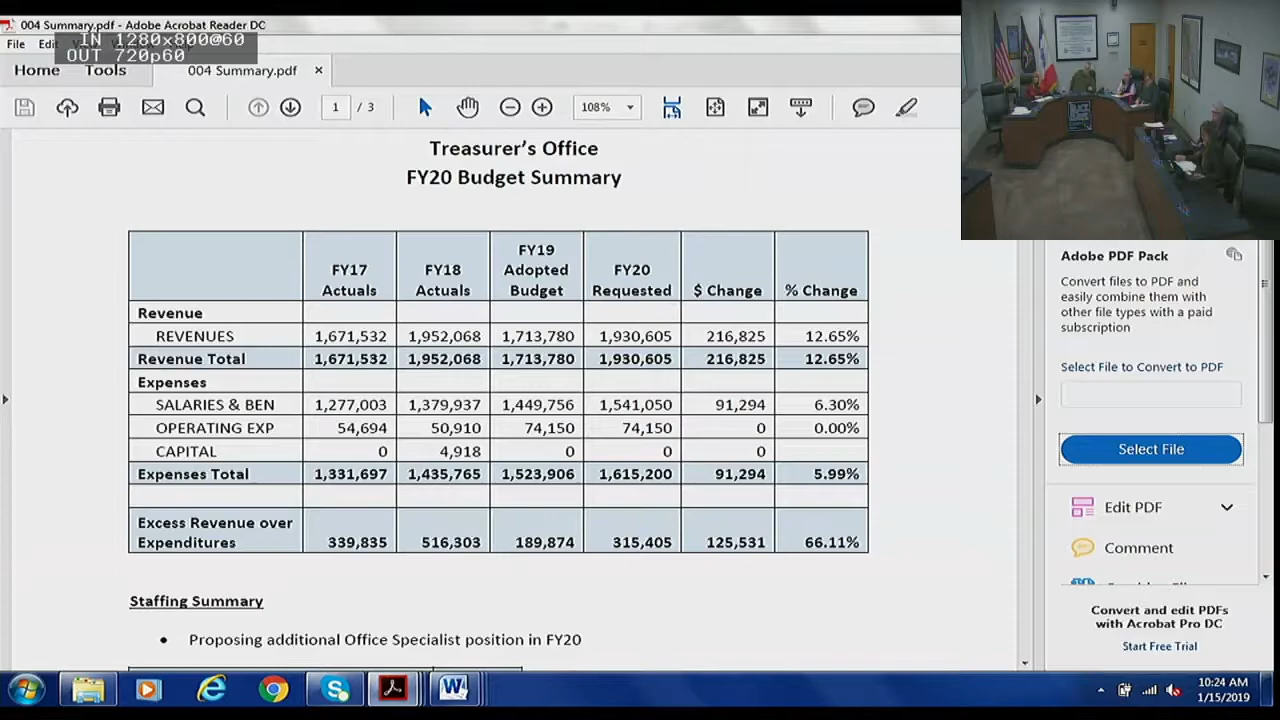 004 Summary.pdf - Adobe Acrobat Reader DC
IN 1280x800@60
OUT 720p60
File Edit
Home Tools 004 Summary.pdf ×
1 / 3 108%
Treasurer's Office
FY20 Budget Summary
FY17 Actuals FY18 Actuals FY19 Adopted Budget FY20 Requested $ Change % Change
Revenue
REVENUES 1,671,532 1,952,068 1,713,780 1,930,605 216,825 12.65%
Revenue Total 1,671,532 1,952,068 1,713,780 1,930,605 216,825 12.65%
Expenses
SALARIES & BEN 1,277,003 1,379,937 1,449,756 1,541,050 91,294 6.30%
OPERATING EXP 54,694 50,910 74,150 74,150 0 0.00%
CAPITAL 0 4,918 0 0 0
Expenses Total 1,331,697 1,435,765 1,523,906 1,615,200 91,294 5.99%
Excess Revenue over
Expenditures 339,835 516,303 189,874 315,405 125,531 66.11%
Staffing Summary
• Proposing additional Office Specialist position in FY20
Adobe PDF Pack
Convert files to PDF and
easily combine them with
other file types with a paid
subscription
Select File to Convert to PDF
Select File
Edit PDF
Comment
Convert and edit PDFs
with Acrobat Pro DC
Start Free Trial
10:24 AM
1/15/2019